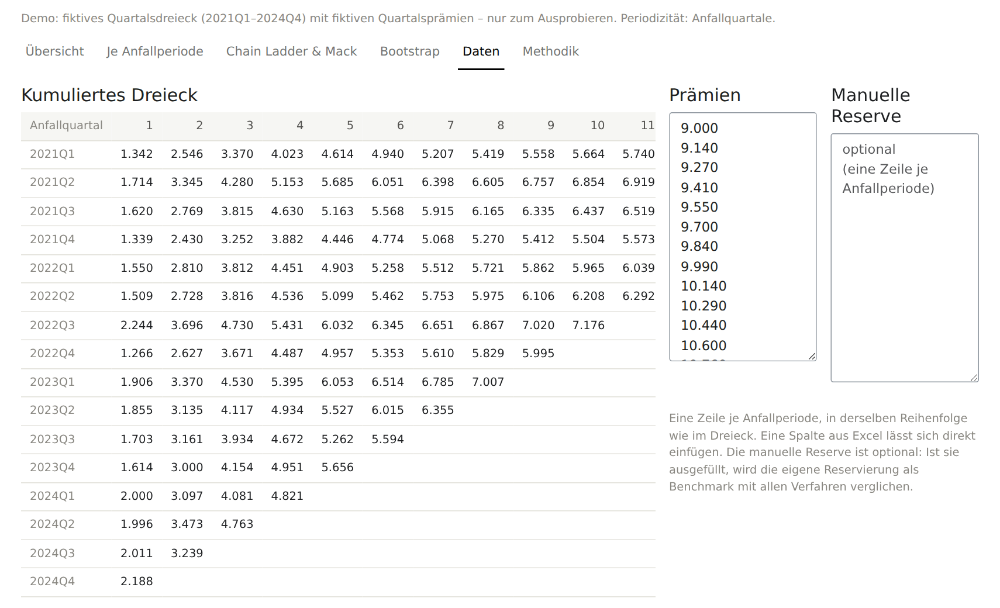 Demo: fiktives Quartalsdreieck (2021Q1–2024Q4) mit fiktiven Quartalsprämien – nur zum Ausprobieren. Periodizität: Anfallquartale.
Übersicht Je Anfallperiode Chain Ladder & Mack Bootstrap Daten Methodik
Kumuliertes Dreieck
Anfallquartal 1 2 3 4 5 6 7 8 9 10 11
2021Q1 1.342 2.546 3.370 4.023 4.614 4.940 5.207 5.419 5.558 5.664 5.740
2021Q2 1.714 3.345 4.280 5.153 5.685 6.051 6.398 6.605 6.757 6.854 6.919
2021Q3 1.620 2.769 3.815 4.630 5.163 5.568 5.915 6.165 6.335 6.437 6.519
2021Q4 1.339 2.430 3.252 3.882 4.446 4.774 5.068 5.270 5.412 5.504 5.573
2022Q1 1.550 2.810 3.812 4.451 4.903 5.258 5.512 5.721 5.862 5.965 6.039
2022Q2 1.509 2.728 3.816 4.536 5.099 5.462 5.753 5.975 6.106 6.208 6.292
2022Q3 2.244 3.696 4.730 5.431 6.032 6.345 6.651 6.867 7.020 7.176
2022Q4 1.266 2.627 3.671 4.487 4.957 5.353 5.610 5.829 5.995
2023Q1 1.906 3.370 4.530 5.395 6.053 6.514 6.785 7.007
2023Q2 1.855 3.135 4.117 4.934 5.527 6.015 6.355
2023Q3 1.703 3.161 3.934 4.672 5.262 5.594
2023Q4 1.614 3.000 4.154 4.951 5.656
2024Q1 2.000 3.097 4.081 4.821
2024Q2 1.996 3.473 4.763
2024Q3 2.011 3.239
2024Q4 2.188
Prämien
9.000
9.140
9.270
9.410
9.550
9.700
9.840
9.990
10.140
10.290
10.440
10.600
Manuelle
Reserve
optional
(eine Zeile je
Anfallperiode)
Eine Zeile je Anfallperiode, in derselben Reihenfolge
wie im Dreieck. Eine Spalte aus Excel lässt sich direkt
einfügen. Die manuelle Reserve ist optional: Ist sie
ausgefüllt, wird die eigene Reservierung als
Benchmark mit allen Verfahren verglichen.